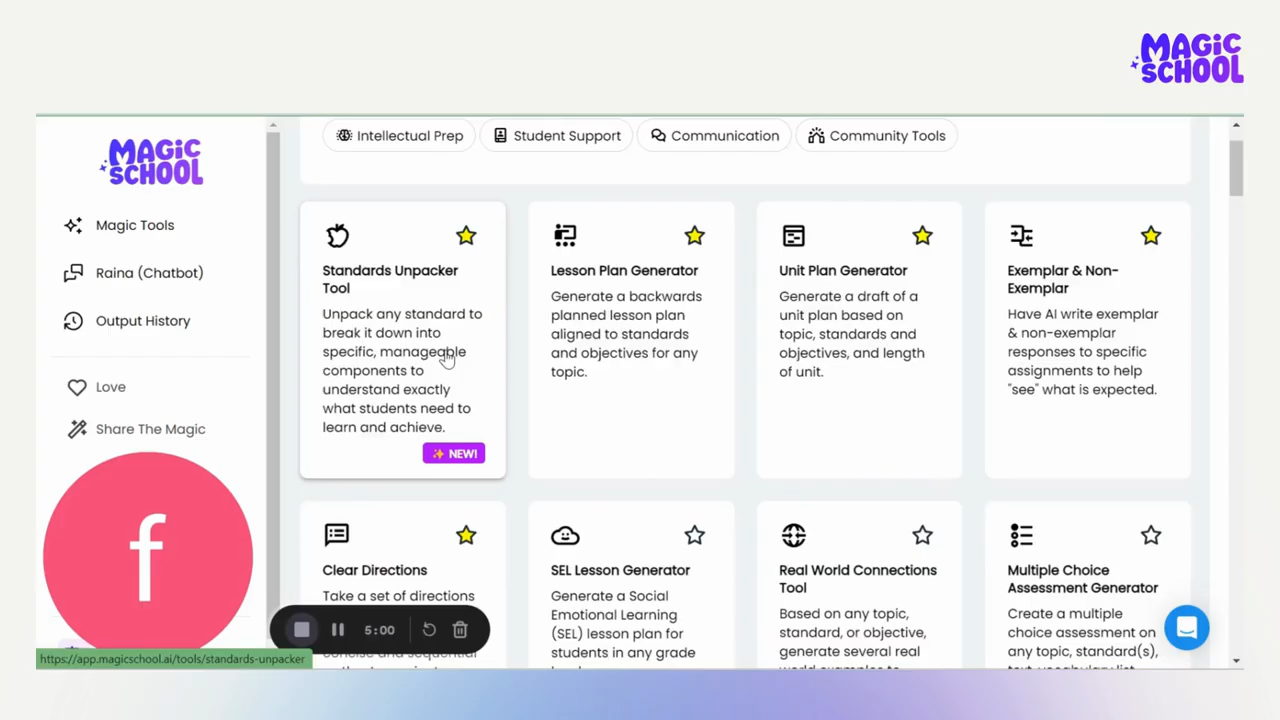 MAGIC
SCHOOL
MAGIC
SCHOOL
Magic Tools
Raina (Chatbot)
Output History
Love
Share The Magic
f
Intellectual Prep
Student Support
Communication
Community Tools
Standards Unpacker
Tool
Unpack any standard to
break it down into
specific, manageable
components to
understand exactly
what students need to
learn and achieve.
NEW!
Lesson Plan Generator
Generate a backwards
planned lesson plan
aligned to standards
and objectives for any
topic.
Unit Plan Generator
Generate a draft of a
unit plan based on
topic, standards and
objectives, and length
of unit.
Exemplar & Non-
Exemplar
Have AI write exemplar
& non-exemplar
responses to specific
assignments to help
"see" what is expected.
Clear Directions
Take a set of directions
SEL Lesson Generator
Generate a Social
Emotional Learning
(SEL) lesson plan for
students in any grade
Real World Connections
Tool
Based on any topic,
standard, or objective,
generate several real
Multiple Choice
Assessment Generator
Create a multiple
choice assessment on
any topic, standard(s),
5:00
https://app.magicschool.ai/tools/standards-unpacker